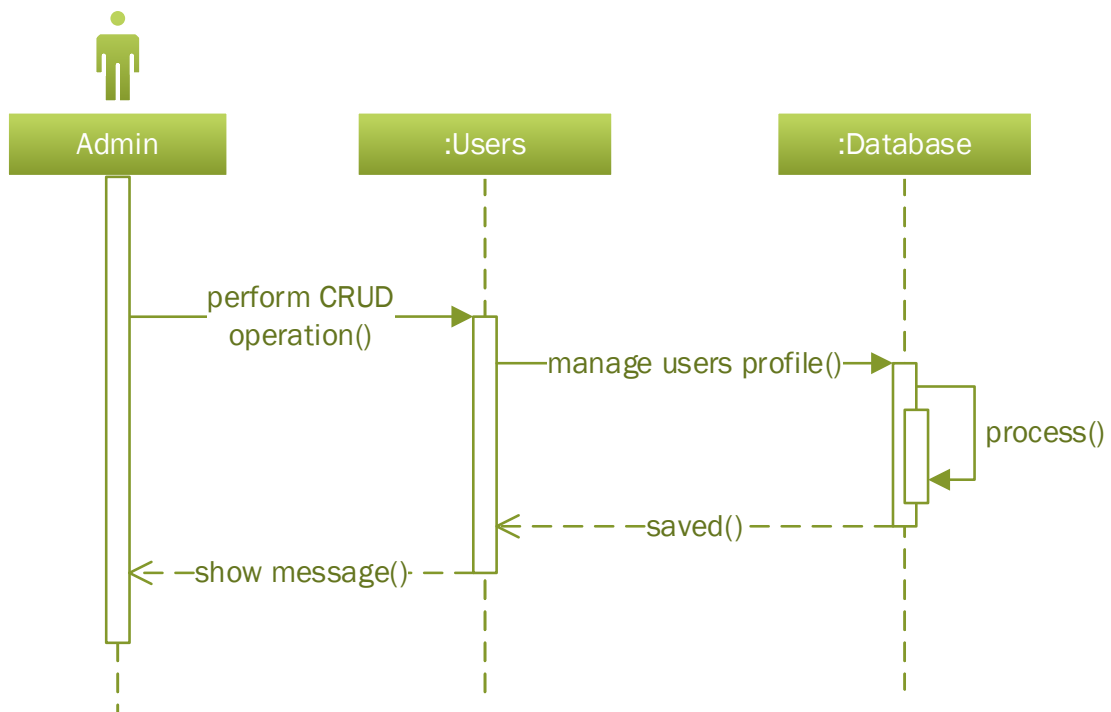 Admin
:Users
:Database
perform CRUD
operation()
manage users profile()
process()
saved()
show message()